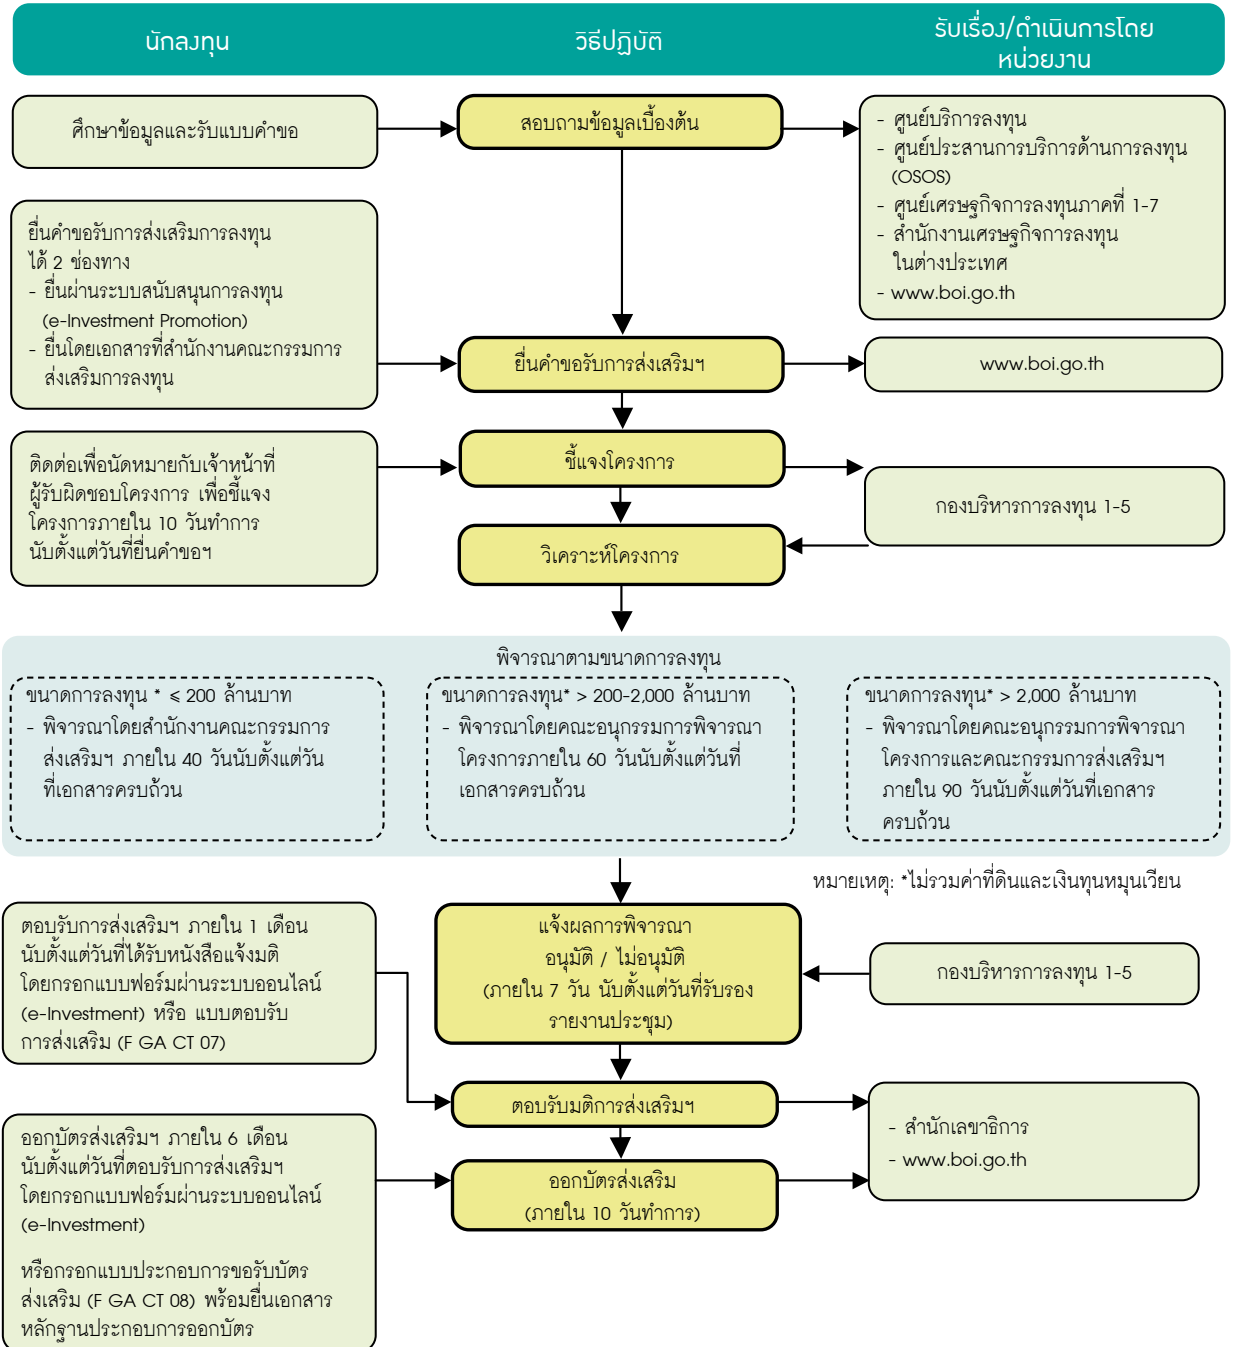 นักลงทุน
วิธีปฏิบัติ
รับเรื่อง/ดำเนินการโดย
หน่วยงาน
ศึกษาข้อมูลและรับแบบคำขอ
สอบถามข้อมูลเบื้องต้น
- ศูนย์บริการลงทุน
- ศูนย์ประสานการบริการด้านการลงทุน
(OSOS)
- ศูนย์เศรษฐกิจการลงทุนภาคที่ 1-7
- สำนักงานเศรษฐกิจการลงทุน
ในต่างประเทศ
- www.boi.go.th
ยื่นคำขอรับการส่งเสริมการลงทุน
ได้ 2 ช่องทาง
- ยื่นผ่านระบบสนับสนุนการลงทุน
(e-Investment Promotion)
- ยื่นโดยเอกสารที่สำนักงานคณะกรรมการ
ส่งเสริมการลงทุน
ยื่นคำขอรับการส่งเสริมฯ
www.boi.go.th
ติดต่อเพื่อนัดหมายกับเจ้าหน้าที่
ผู้รับผิดชอบโครงการ เพื่อชี้แจง
โครงการภายใน 10 วันทำการ
นับตั้งแต่วันที่ยื่นคำขอฯ
ชี้แจงโครงการ
กองบริหารการลงทุน 1-5
วิเคราะห์โครงการ
พิจารณาตามขนาดการลงทุน
ขนาดการลงทุน * ≤ 200 ล้านบาท
- พิจารณาโดยสำนักงานคณะกรรมการ
ส่งเสริมฯ ภายใน 40 วันนับตั้งแต่วัน
ที่เอกสารครบถ้วน
ขนาดการลงทุน* > 200-2,000 ล้านบาท
- พิจารณาโดยคณะอนุกรรมการพิจารณา
โครงการภายใน 60 วันนับตั้งแต่วันที่
เอกสารครบถ้วน
ขนาดการลงทุน* > 2,000 ล้านบาท
- พิจารณาโดยคณะอนุกรรมการพิจารณา
โครงการและคณะกรรมการส่งเสริมฯ
ภายใน 90 วันนับตั้งแต่วันที่เอกสาร
ครบถ้วน
หมายเหตุ: *ไม่รวมค่าที่ดินและเงินทุนหมุนเวียน
ตอบรับการส่งเสริมฯ ภายใน 1 เดือน
นับตั้งแต่วันที่ได้รับหนังสือแจ้งมติ
โดยกรอกแบบฟอร์มผ่านระบบออนไลน์
(e-Investment) หรือ แบบตอบรับ
การส่งเสริม (F GA CT 07)
แจ้งผลการพิจารณา
อนุมัติ / ไม่อนุมัติ
(ภายใน 7 วัน นับตั้งแต่วันที่รับรอง
รายงานประชุม)
กองบริหารการลงทุน 1-5
ตอบรับมติการส่งเสริมฯ
- สำนักเลขาธิการ
- www.boi.go.th
ออกบัตรส่งเสริมฯ ภายใน 6 เดือน
นับตั้งแต่วันที่ตอบรับการส่งเสริมฯ
โดยกรอกแบบฟอร์มผ่านระบบออนไลน์
(e-Investment)
หรือกรอกแบบประกอบการขอรับบัตร
ส่งเสริม (F GA CT 08) พร้อมยื่นเอกสาร
หลักฐานประกอบการออกบัตร
ออกบัตรส่งเสริม
(ภายใน 10 วันทำการ)